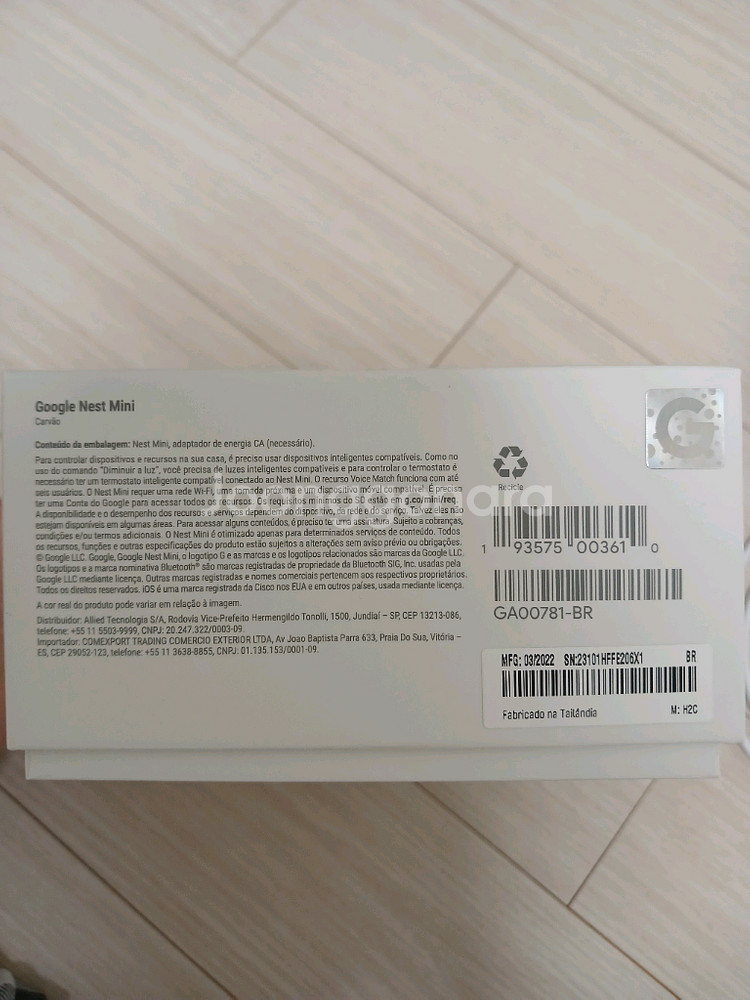 Google Nest Mini
Carvão
Conteúdo da embalagem: Nest Mini, adaptador de energia CA (necessário).
Para controlar dispositivos e recursos na sua casa, é preciso usar dispositivos inteligentes compatíveis. Como no
uso do comando "Diminuir a luz", você precisa de luzes inteligentes compatíveis e para controlar o termostato é
necessário ter um termostato inteligente compatível conectado ao Nest Mini. O recurso Voice Match funciona com até
seis usuários. O Nest Mini requer uma rede Wi-Fi, uma tomada próxima e um dispositivo móvel compatível. É preciso
ter uma Conta do Google para acessar todos os recursos. Os requisitos mínimos do SO estão em g.co/mini/req.
A disponibilidade e o desempenho dos recursos e serviços dependem do dispositivo, da rede e do serviço. Talvez eles não
estejam disponíveis em algumas áreas. Para acessar alguns conteúdos, é preciso ter uma assinatura. Sujeito a cobranças,
condições e/ou termos adicionais. O Nest Mini é otimizado apenas para determinados serviços de conteúdo. Todos
os recursos, funções e outras especificações do produto estão sujeitos a alterações sem aviso prévio ou obrigações.
© Google LLC. Google, Google Nest Mini, o logotipo G e as marcas e os logotipos relacionados são marcas da Google LLC.
Os logotipos e a marca nominativa Bluetooth® são marcas registradas de propriedade da Bluetooth SIG, Inc. usadas pela
Google LLC mediante licença. Outras marcas registradas e nomes comerciais pertencem aos respectivos proprietários.
Todos os direitos reservados. iOS é uma marca registrada da Cisco nos EUA e em outros países, usada mediante licença.
A cor real do produto pode variar em relação à imagem.
Distribuidor: Allied Tecnologia S/A, Rodovia Vice-Prefeito Hermenegildo Tonolli, 1500, Jundiaí – SP, CEP 13213-086,
telefone: +55 11 5503-9999, CNPJ: 20.247.322/0003-09.
Importador: COMEXPORT TRADING COMERCIO EXTERIOR LTDA, Av Joao Baptista Parra 633, Praia Do Sua, Vitória –
ES, CEP 29052-123, telefone: +55 11 3638-8855, CNPJ: 01.135.153/0001-09.
G
Recicle
1 93575 00361 0
GA00781-BR
MFG: 03/2022 SN:23101HFFE206X1 BR
Fabricado na Tailândia M: H2C